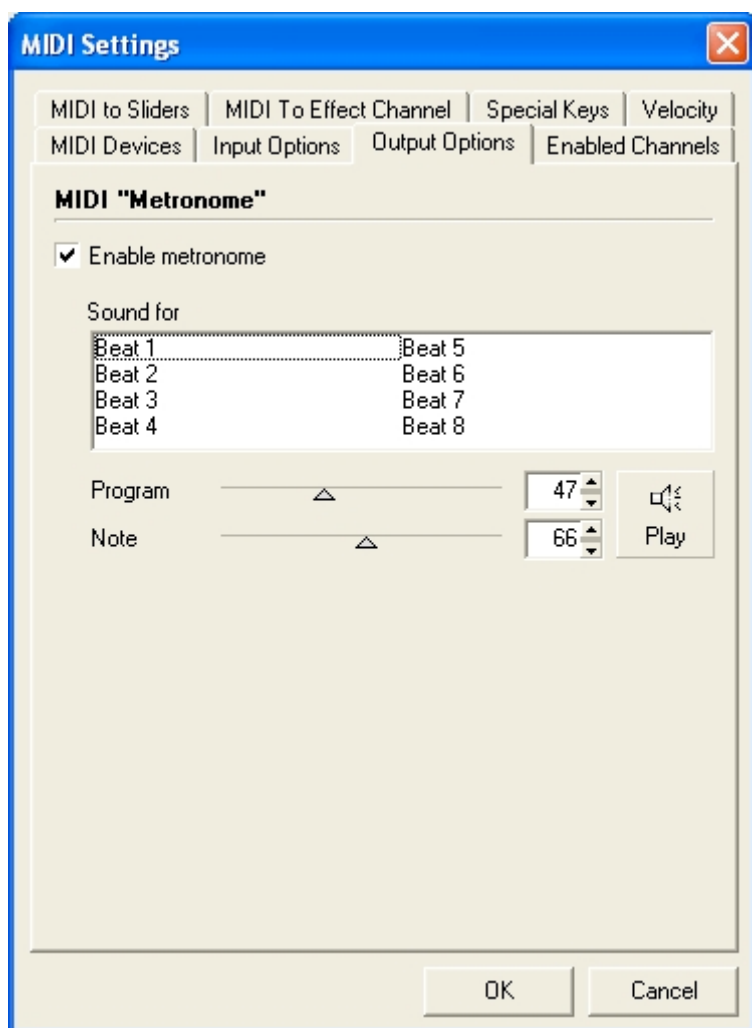 MIDI Settings
MIDI to Sliders MIDI To Effect Channel Special Keys Velocity
MIDI Devices Input Options Output Options Enabled Channels
MIDI "Metronome"
Enable metronome
Sound for
Beat 1 Beat 5
Beat 2 Beat 6
Beat 3 Beat 7
Beat 4 Beat 8
Program 47
Note 66 Play
OK Cancel